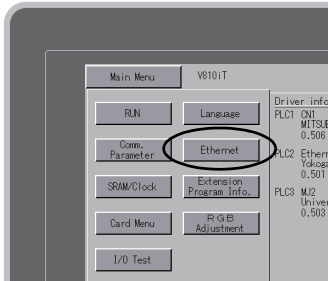 Main Menu V810iT
RUN Language
Driver info
PLC1 CN1
MITSUB
0.506
Comm. Parameter Ethernet
PLC2 Ethern
Yokoga
0.501
SRAM/Clock Extension Program Info.
PLC3 MJ2
Univer
0.503
Card Menu RGB Adjustment
I/O Test